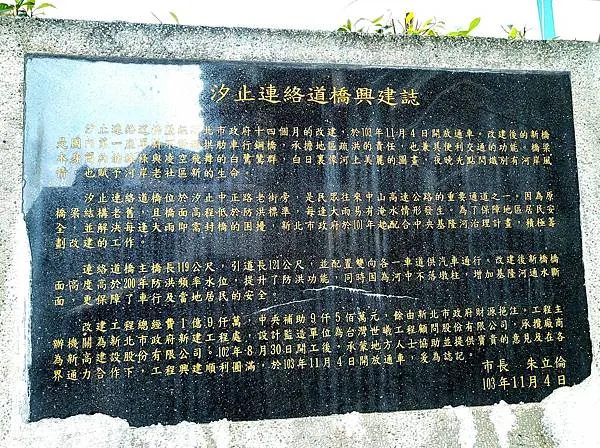 汐止連絡道橋興建誌
汐止連絡道橋 北市政府十四個月的改建，於103年11月4日開放通車。改建後的新橋
是國內第一座 拱肋車行鋼橋，承擔地區疏洪的責任，也兼具便利交通的功能。橋梁
本 的 條與凌空飛舞的白鷺鷥群，白日裏像河上美麗的圖畫，夜晚光點閃爍別有河岸風
情，也賦予河岸老社區新的生命。
汐止連絡道橋位於汐止中正路老街旁，是民眾往來中山高速公路的重要通道之一。因為原
橋梁結構老舊，且橋面高程低於防洪標準，每逢大雨易有淹水情形發生。為了保障地區居民安
全，並解決每逢大雨即需封橋的困擾，新北市政府於101年起配合中央基隆河治理計畫，積極籌
劃改建的工作。
連絡道橋主橋長119公尺，引道長121公尺，並配置雙向各一車道供汽車通行，改建後新橋橋
面高度高於200年防洪頻率水位，提升了防洪功能，同時因為河中不落墩柱，增加基隆河通水斷
面，更保障了車行及當地居民的安全。
改建工程總經費1億9仟萬，中央補助9仟5佰萬元，餘由新北市政府財源挹注。工程主
辦機關為新北市政府新建工程處，設計監造單位為台灣世曦工程顧問股份有限公司，承攬廠商
為新高建設股份有限公司。102年8月30日開工後，承蒙地方人士協助並提供寶貴的意見及在各
界通力合作下，工程興建順利圓滿，於103年11月4日開放通車，爰為誌記。
市長 朱立倫
103年11月4日